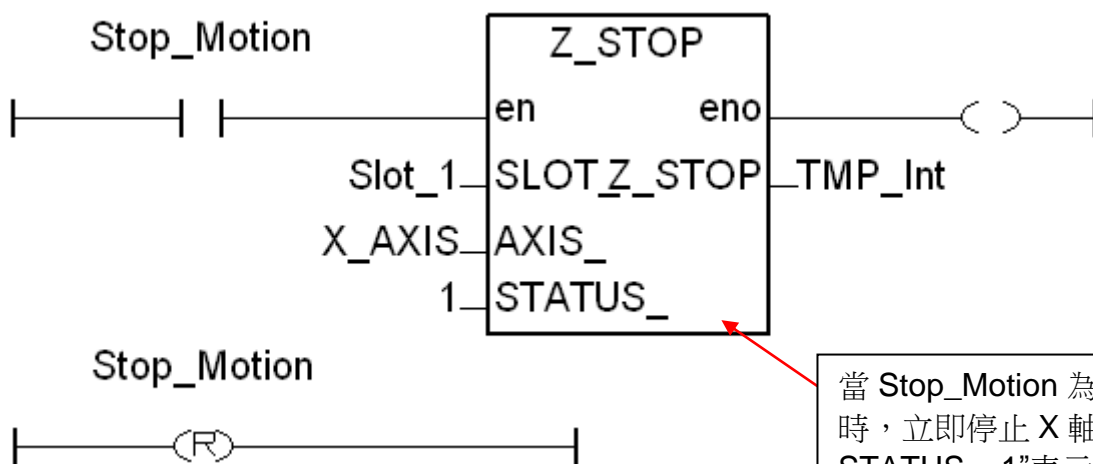 Stop_Motion
Z_STOP
en eno
Slot_1 SLOT_ Z_STOP TMP_Int
X_AXIS AXIS_
1 STATUS_
Stop_Motion
R
當 Stop_Motion 為
時，立即停止 X 軸